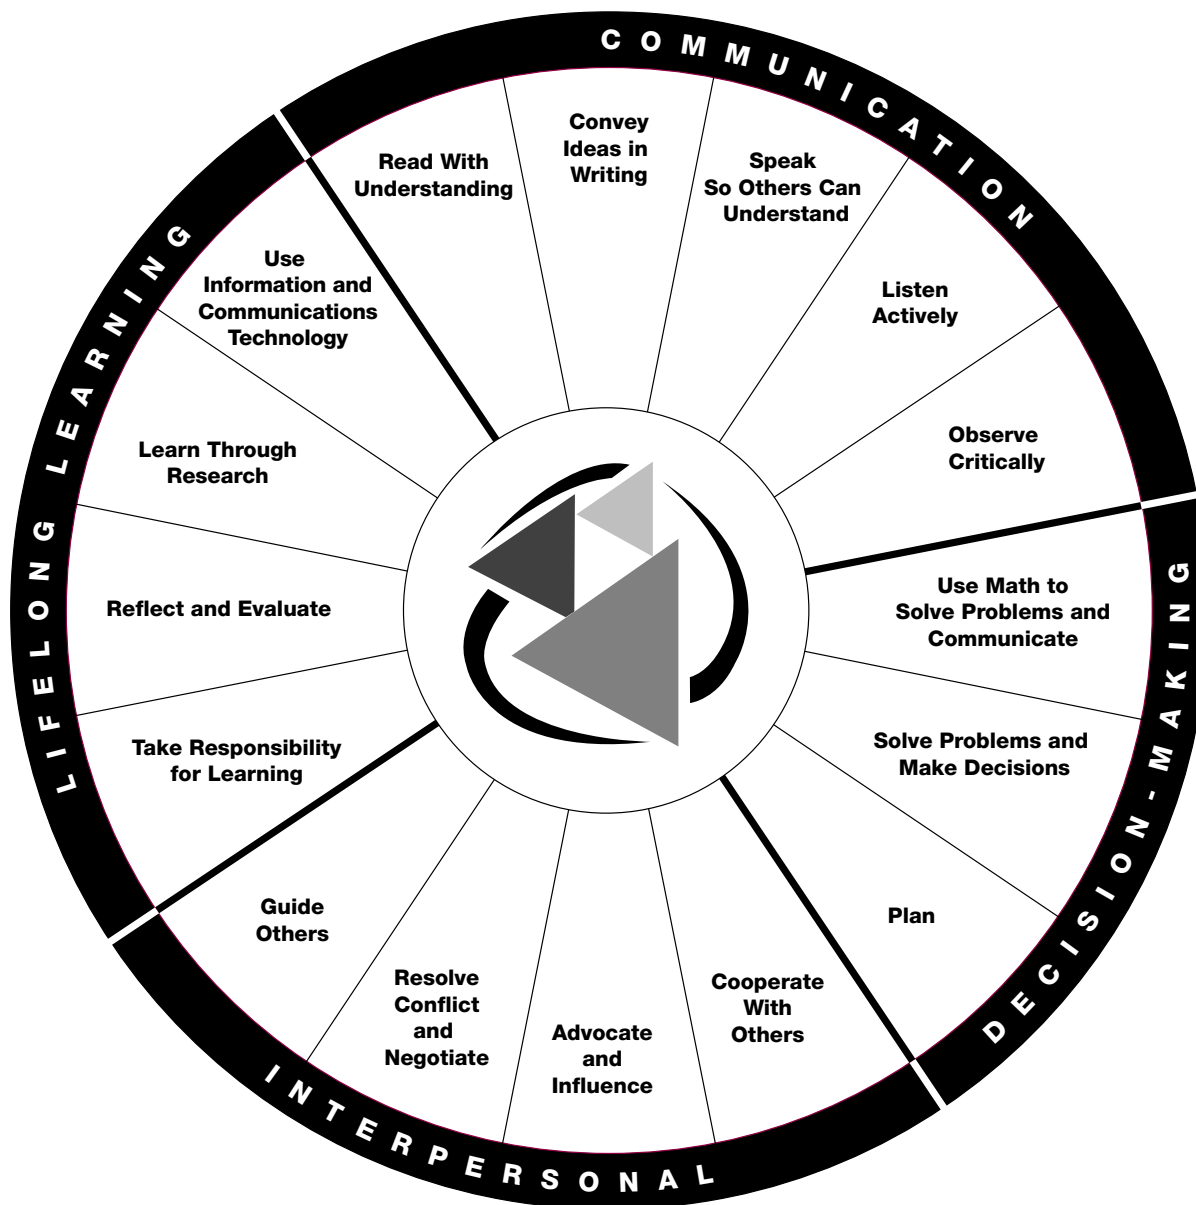 COMMUNICATION
Read With
Understanding
Convey
Ideas in
Writing
Speak
So Others Can
Understand
Listen
Actively
Observe
Critically
DECISION-MAKING
Use Math to
Solve Problems and
Communicate
Solve Problems and
Make Decisions
Plan
INTERPERSONAL
Cooperate
With
Others
Advocate
and
Influence
Resolve
Conflict
and
Negotiate
Guide
Others
LIFELONG LEARNING
Take Responsibility
for Learning
Reflect and Evaluate
Learn Through
Research
Use
Information and
Communications
Technology